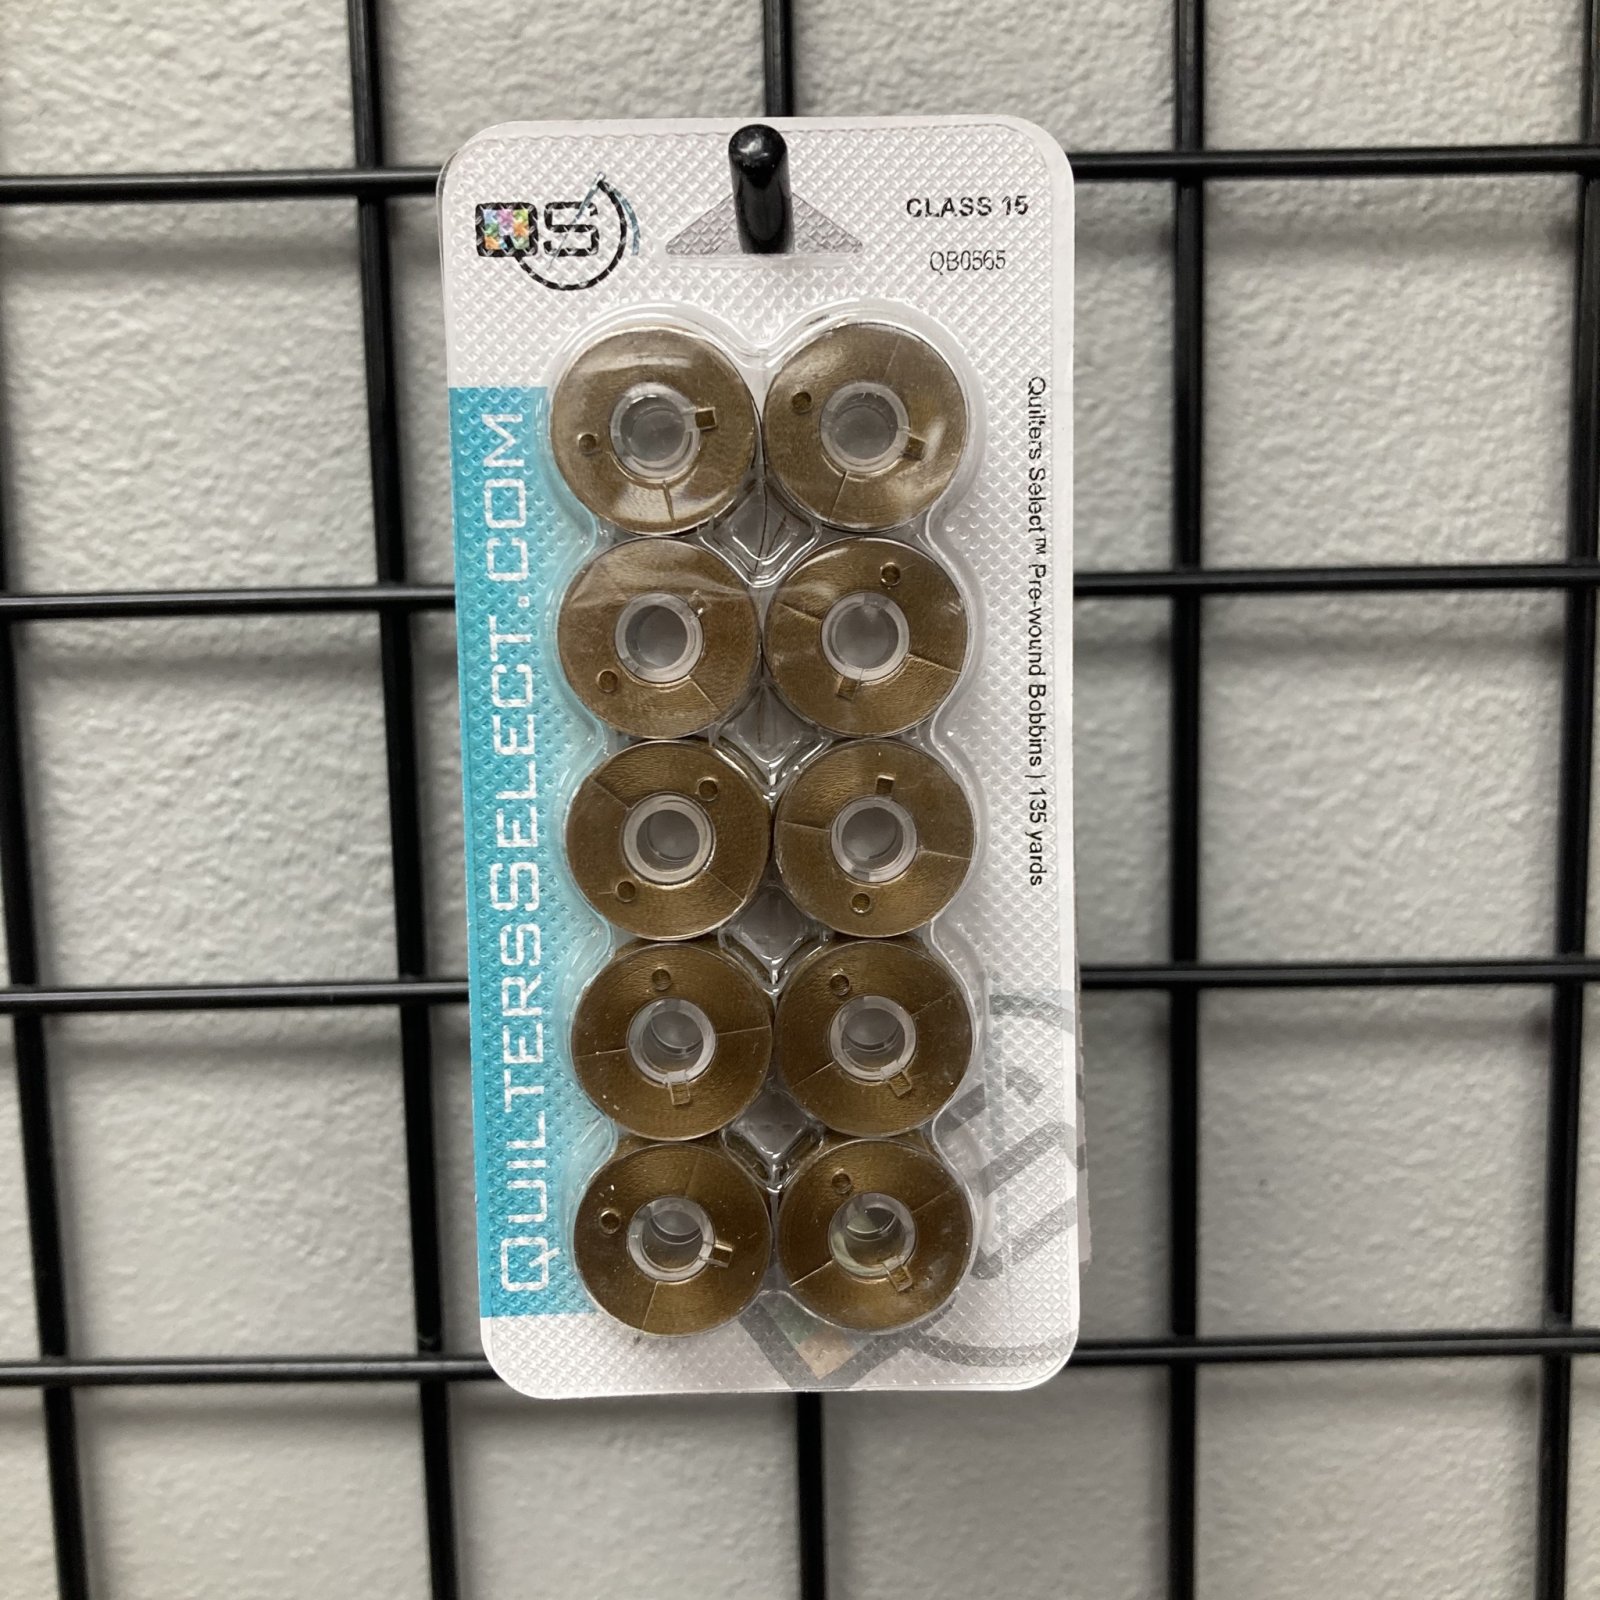 QS
CLASS 15
QB0565
QUILTERSSELECT.COM
Quilters Select™ Pre-wound Bobbins | 135 yards